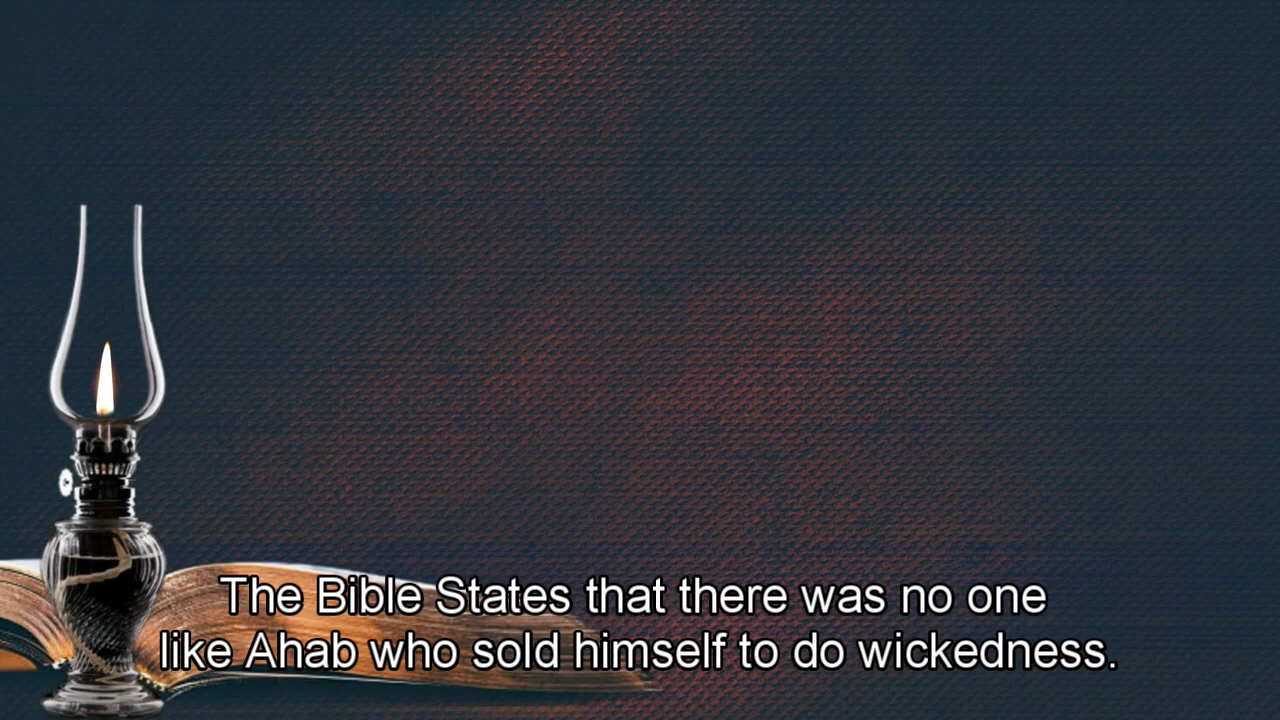 The Bible States that there was no one
like Ahab who sold himself to do wickedness.